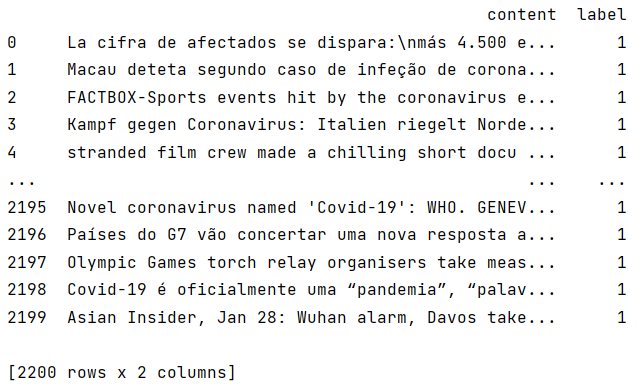 content label
0 La cifra de afectados se dispara:\nmás 4.500 e... 1
1 Macau deteta segundo caso de infeção de corona... 1
2 FACTBOX-Sports events hit by the coronavirus e... 1
3 Kampf gegen Coronavirus: Italien riegelt Norde... 1
4 stranded film crew made a chilling short docu ... 1
... ... ...
2195 Novel coronavirus named 'Covid-19': WHO. GENEV... 1
2196 Países do G7 vão concertar uma nova resposta a... 1
2197 Olympic Games torch relay organisers take meas... 1
2198 Covid-19 é oficialmente uma “pandemia”, “palav... 1
2199 Asian Insider, Jan 28: Wuhan alarm, Davos take... 1
[2200 rows x 2 columns]